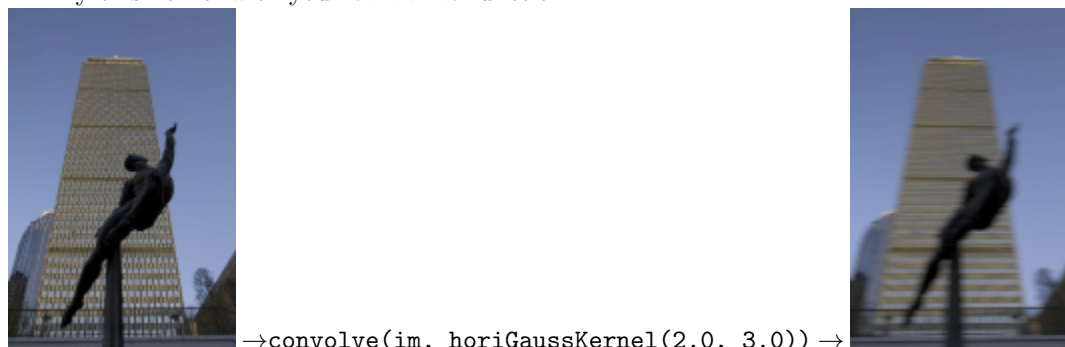 →convolve(im, horiGaussKernel(2.0, 3.0)) →